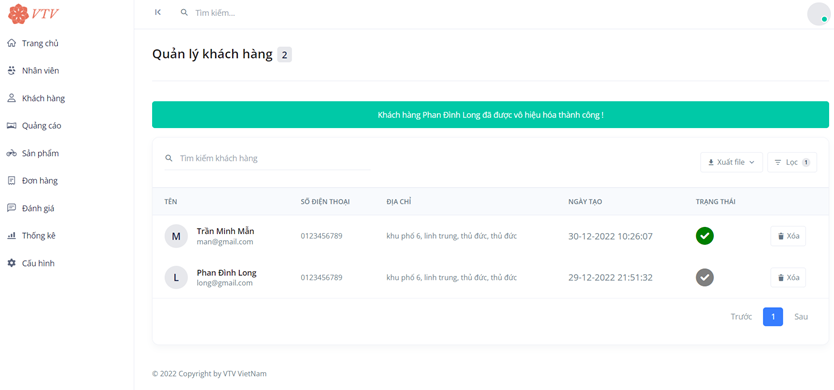 VTV
Tìm kiếm...
Trang chủ
Nhân viên
Khách hàng
Quảng cáo
Sản phẩm
Đơn hàng
Đánh giá
Thống kê
Cấu hình
Quản lý khách hàng 2
Khách hàng Phan Đình Long đã được vô hiệu hóa thành công !
Tìm kiếm khách hàng
Xuất file
Lọc 1
TÊN SỐ ĐIỆN THOẠI ĐỊA CHỈ NGÀY TẠO TRẠNG THÁI
M Trần Minh Mẫn 0123456789 khu phố 6, linh trung, thủ đức, thủ đức 30-12-2022 10:26:07 Xóa
man@gmail.com
L Phan Đình Long 0123456789 khu phố 6, linh trung, thủ đức, thủ đức 29-12-2022 21:51:32 Xóa
long@gmail.com
Trước 1 Sau
© 2022 Copyright by VTV VietNam